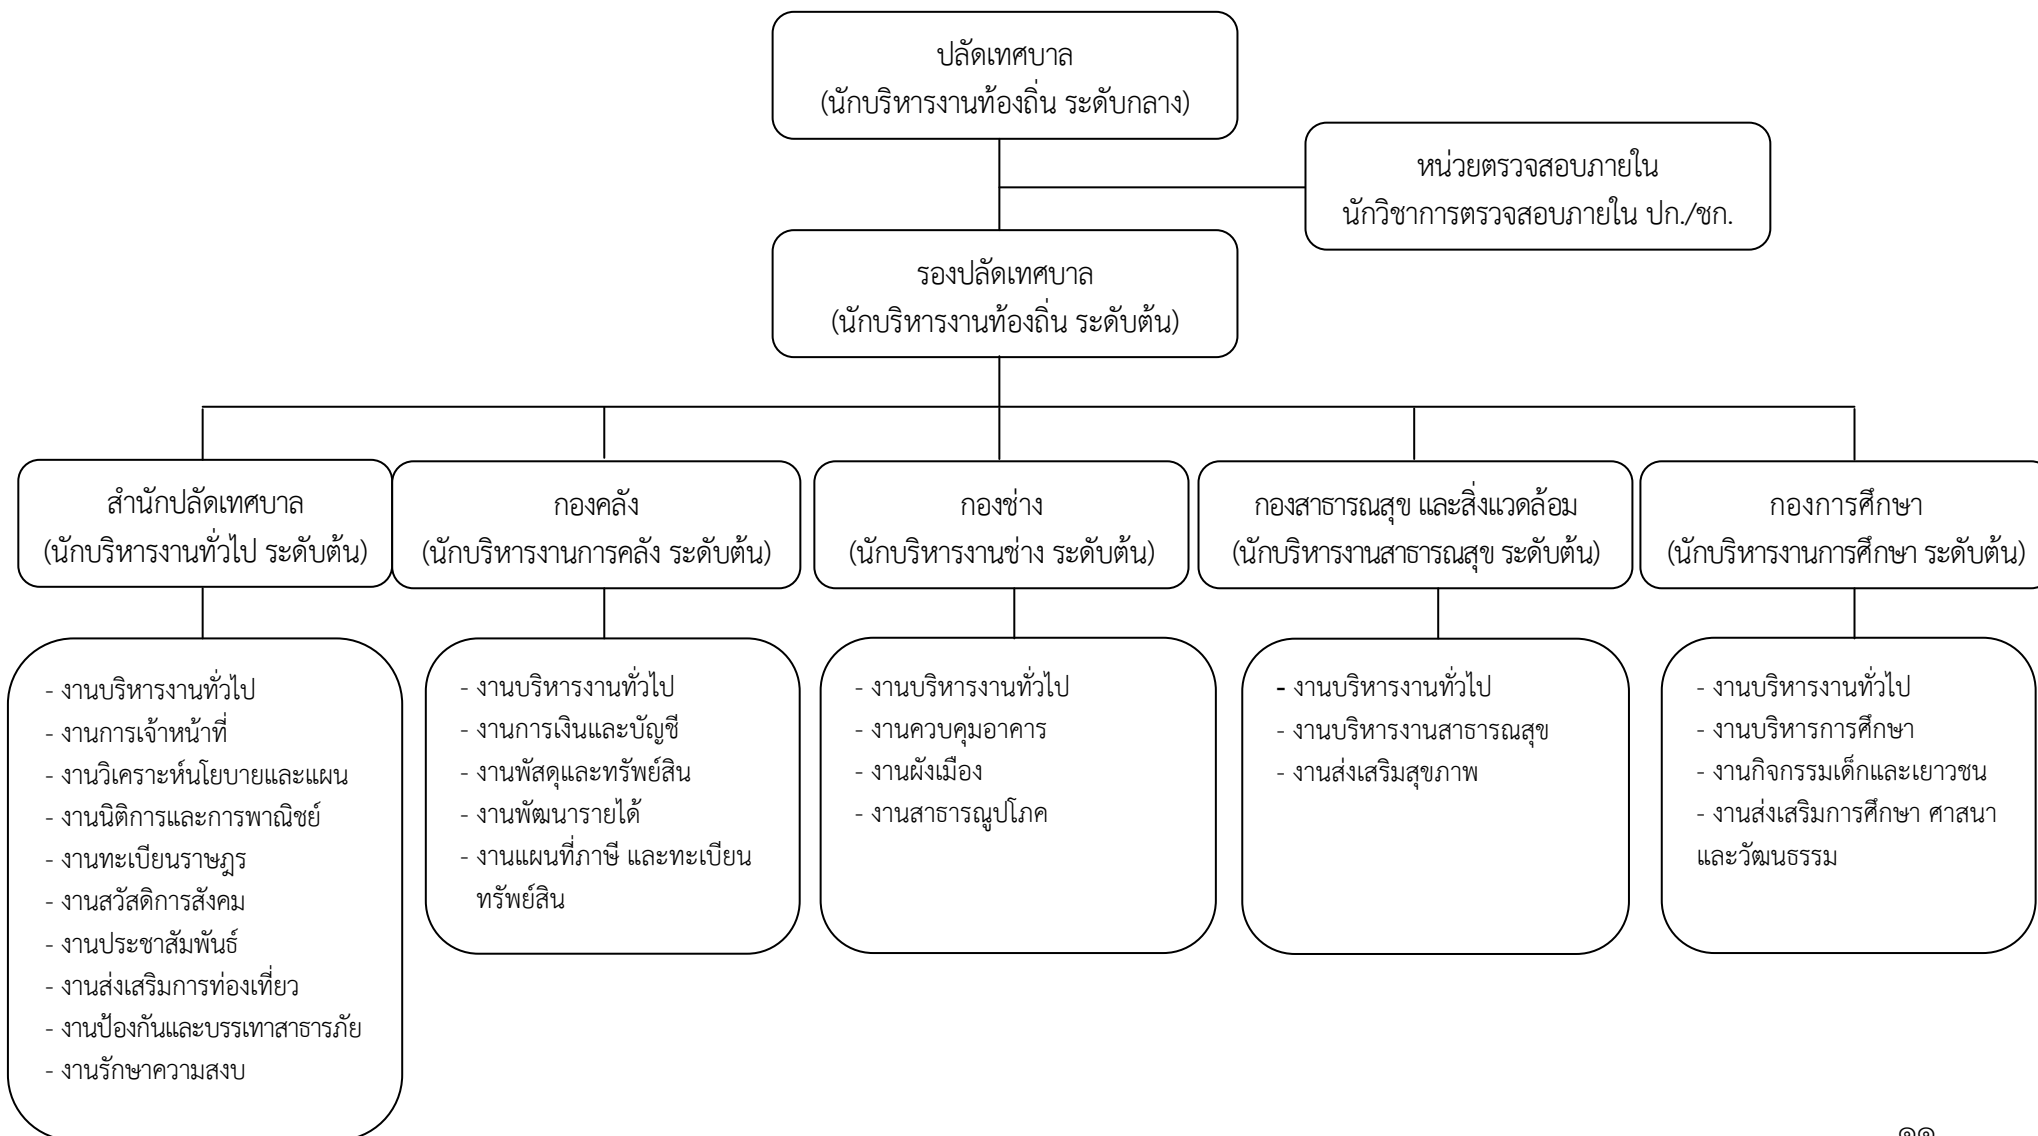 ปลัดเทศบาล
(นักบริหารงานท้องถิ่น ระดับกลาง)
หน่วยตรวจสอบภายใน
นักวิชาการตรวจสอบภายใน ปก./ชก.
รองปลัดเทศบาล
(นักบริหารงานท้องถิ่น ระดับต้น)
สำนักปลัดเทศบาล
(นักบริหารงานทั่วไป ระดับต้น)
กองคลัง
(นักบริหารงานการคลัง ระดับต้น)
กองช่าง
(นักบริหารงานช่าง ระดับต้น)
กองสาธารณสุข และสิ่งแวดล้อม
(นักบริหารงานสาธารณสุข ระดับต้น)
กองการศึกษา
(นักบริหารงานการศึกษา ระดับต้น)
- งานบริหารงานทั่วไป
- งานการเจ้าหน้าที่
- งานวิเคราะห์นโยบายและแผน
- งานนิติการและการพาณิชย์
- งานทะเบียนราษฎร
- งานสวัสดิการสังคม
- งานประชาสัมพันธ์
- งานส่งเสริมการท่องเที่ยว
- งานป้องกันและบรรเทาสาธารภัย
- งานรักษาความสงบ
- งานบริหารงานทั่วไป
- งานการเงินและบัญชี
- งานพัสดุและทรัพย์สิน
- งานพัฒนารายได้
- งานแผนที่ภาษี และทะเบียน
ทรัพย์สิน
- งานบริหารงานทั่วไป
- งานควบคุมอาคาร
- งานผังเมือง
- งานสาธารณูปโภค
- งานบริหารงานทั่วไป
- งานบริหารงานสาธารณสุข
- งานส่งเสริมสุขภาพ
- งานบริหารงานทั่วไป
- งานบริหารการศึกษา
- งานกิจกรรมเด็กและเยาวชน
- งานส่งเสริมการศึกษา ศาสนา
และวัฒนธรรม